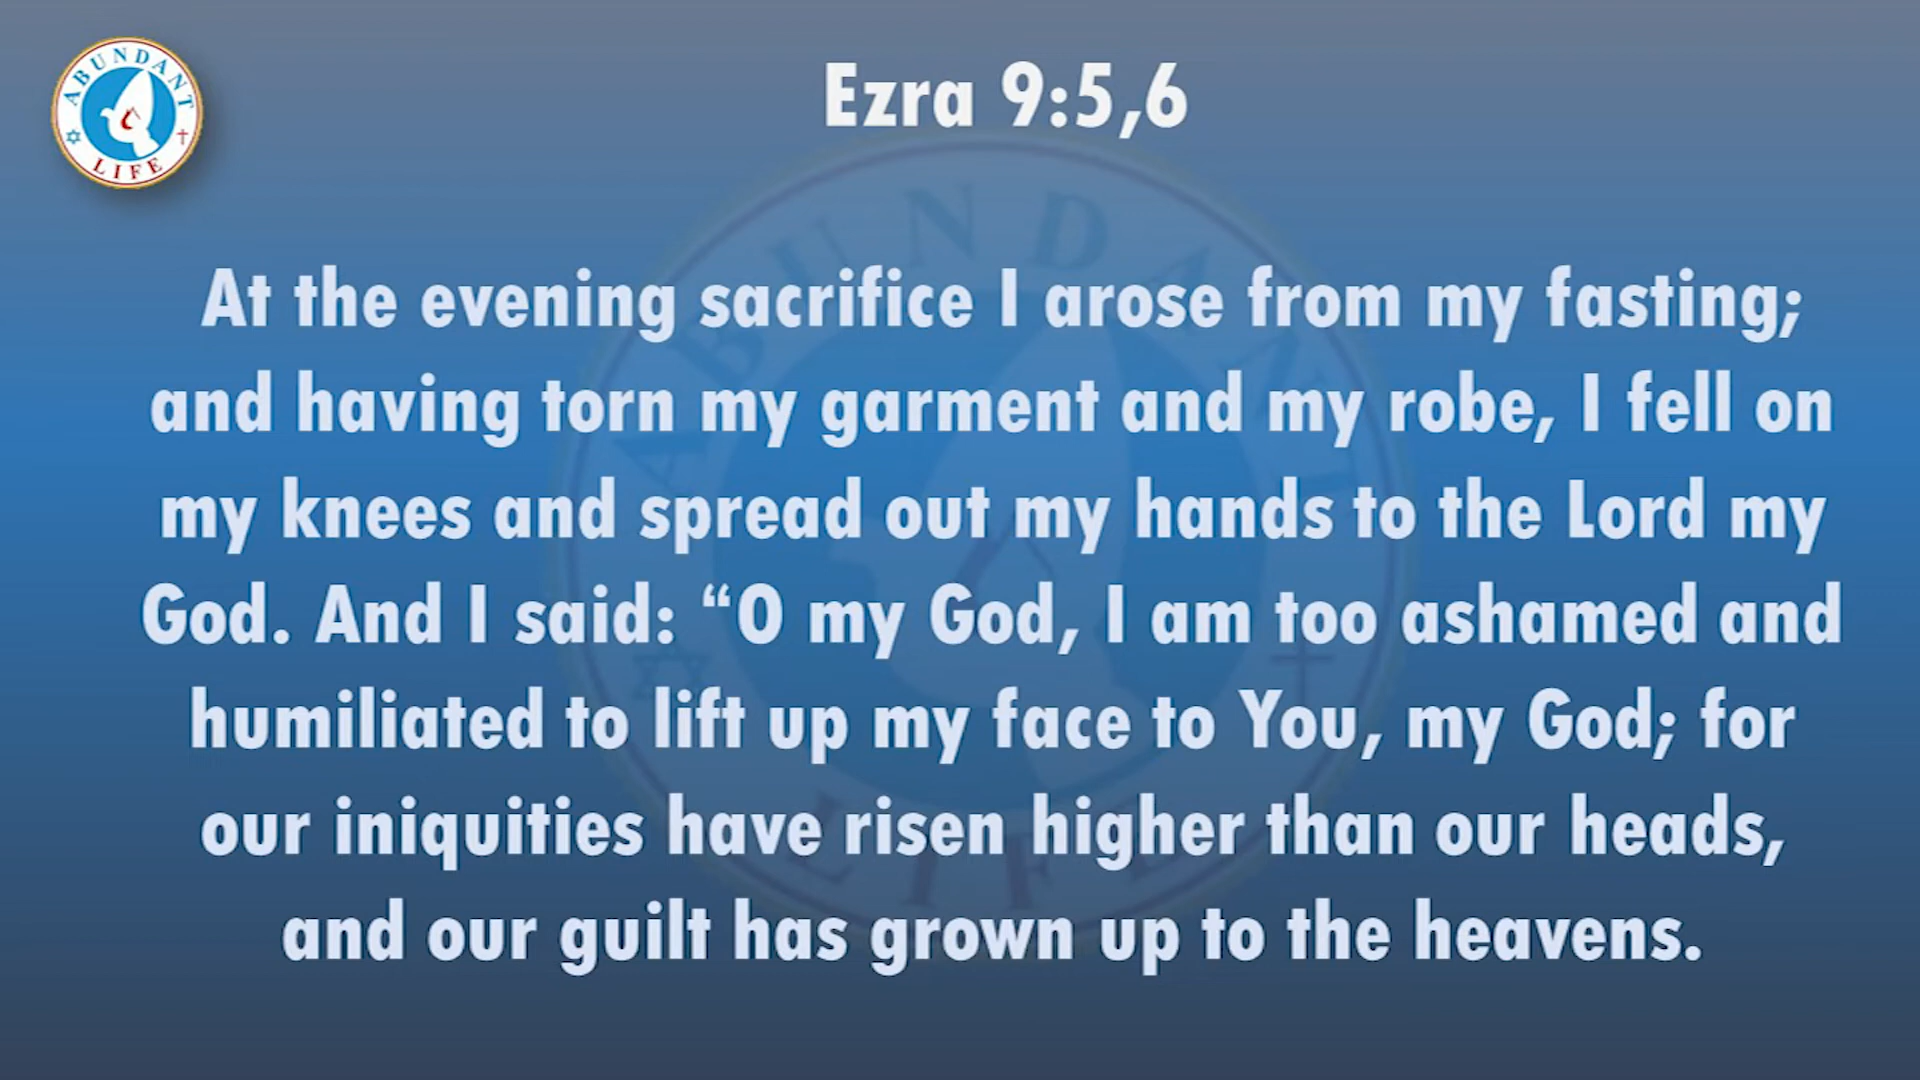 ABUNDANT
LIFE
Ezra 9:5,6
At the evening sacrifice I arose from my fasting;
and having torn my garment and my robe, I fell on
my knees and spread out my hands to the Lord my
God. And I said: “O my God, I am too ashamed and
humiliated to lift up my face to You, my God; for
our iniquities have risen higher than our heads,
and our guilt has grown up to the heavens.
ABUNDANT
LIFE